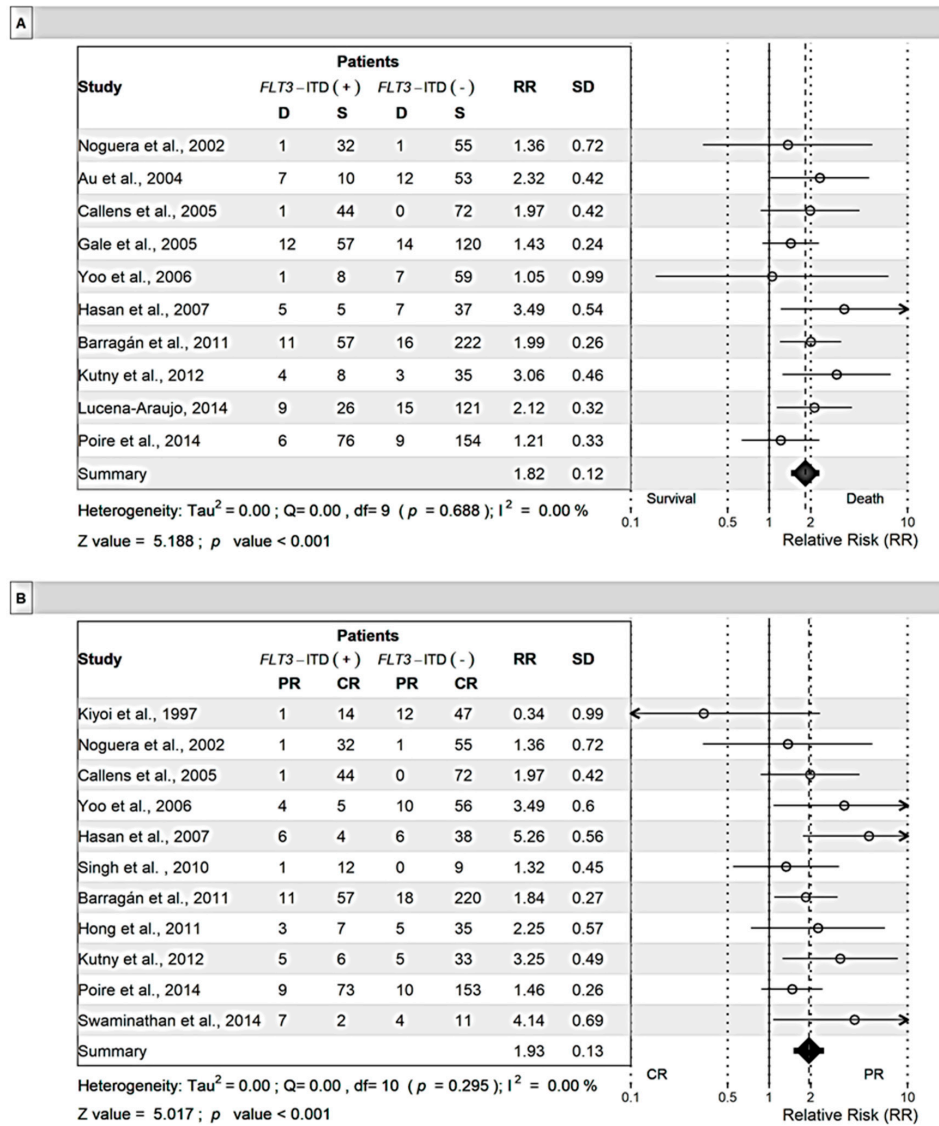 A
Patients
Study FLT3-ITD (+) FLT3-ITD (-) RR SD
D S D S
Noguera et al., 2002 1 32 1 55 1.36 0.72
Au et al., 2004 7 10 12 53 2.32 0.42
Callens et al., 2005 1 44 0 72 1.97 0.42
Gale et al., 2005 12 57 14 120 1.43 0.24
Yoo et al., 2006 1 8 7 59 1.05 0.99
Hasan et al., 2007 5 5 7 37 3.49 0.54
Barragán et al., 2011 11 57 16 222 1.99 0.26
Kutny et al., 2012 4 8 3 35 3.06 0.46
Lucena-Araujo, 2014 9 26 15 121 2.12 0.32
Poire et al., 2014 6 76 9 154 1.21 0.33
Summary 1.82 0.12
Survival Death
Heterogeneity: Tau² = 0.00 ; Q= 0.00 , df= 9 ( p = 0.688 ); I² = 0.00 %
0.1 0.5 1 2 10
Z value = 5.188 ; p value < 0.001
Relative Risk (RR)
B
Patients
Study FLT3-ITD (+) FLT3-ITD (-) RR SD
PR CR PR CR
Kiyoi et al., 1997 1 14 12 47 0.34 0.99
Noguera et al., 2002 1 32 1 55 1.36 0.72
Callens et al., 2005 1 44 0 72 1.97 0.42
Yoo et al., 2006 4 5 10 56 3.49 0.6
Hasan et al., 2007 6 4 6 38 5.26 0.56
Singh et al. , 2010 1 12 0 9 1.32 0.45
Barragán et al., 2011 11 57 18 220 1.84 0.27
Hong et al., 2011 3 7 5 35 2.25 0.57
Kutny et al., 2012 5 6 5 33 3.25 0.49
Poire et al., 2014 9 73 10 153 1.46 0.26
Swaminathan et al., 2014 7 2 4 11 4.14 0.69
Summary 1.93 0.13
CR PR
Heterogeneity: Tau² = 0.00 ; Q= 0.00 , df= 10 ( p = 0.295 ); I² = 0.00 %
0.1 0.5 1 2 10
Z value = 5.017 ; p value < 0.001
Relative Risk (RR)